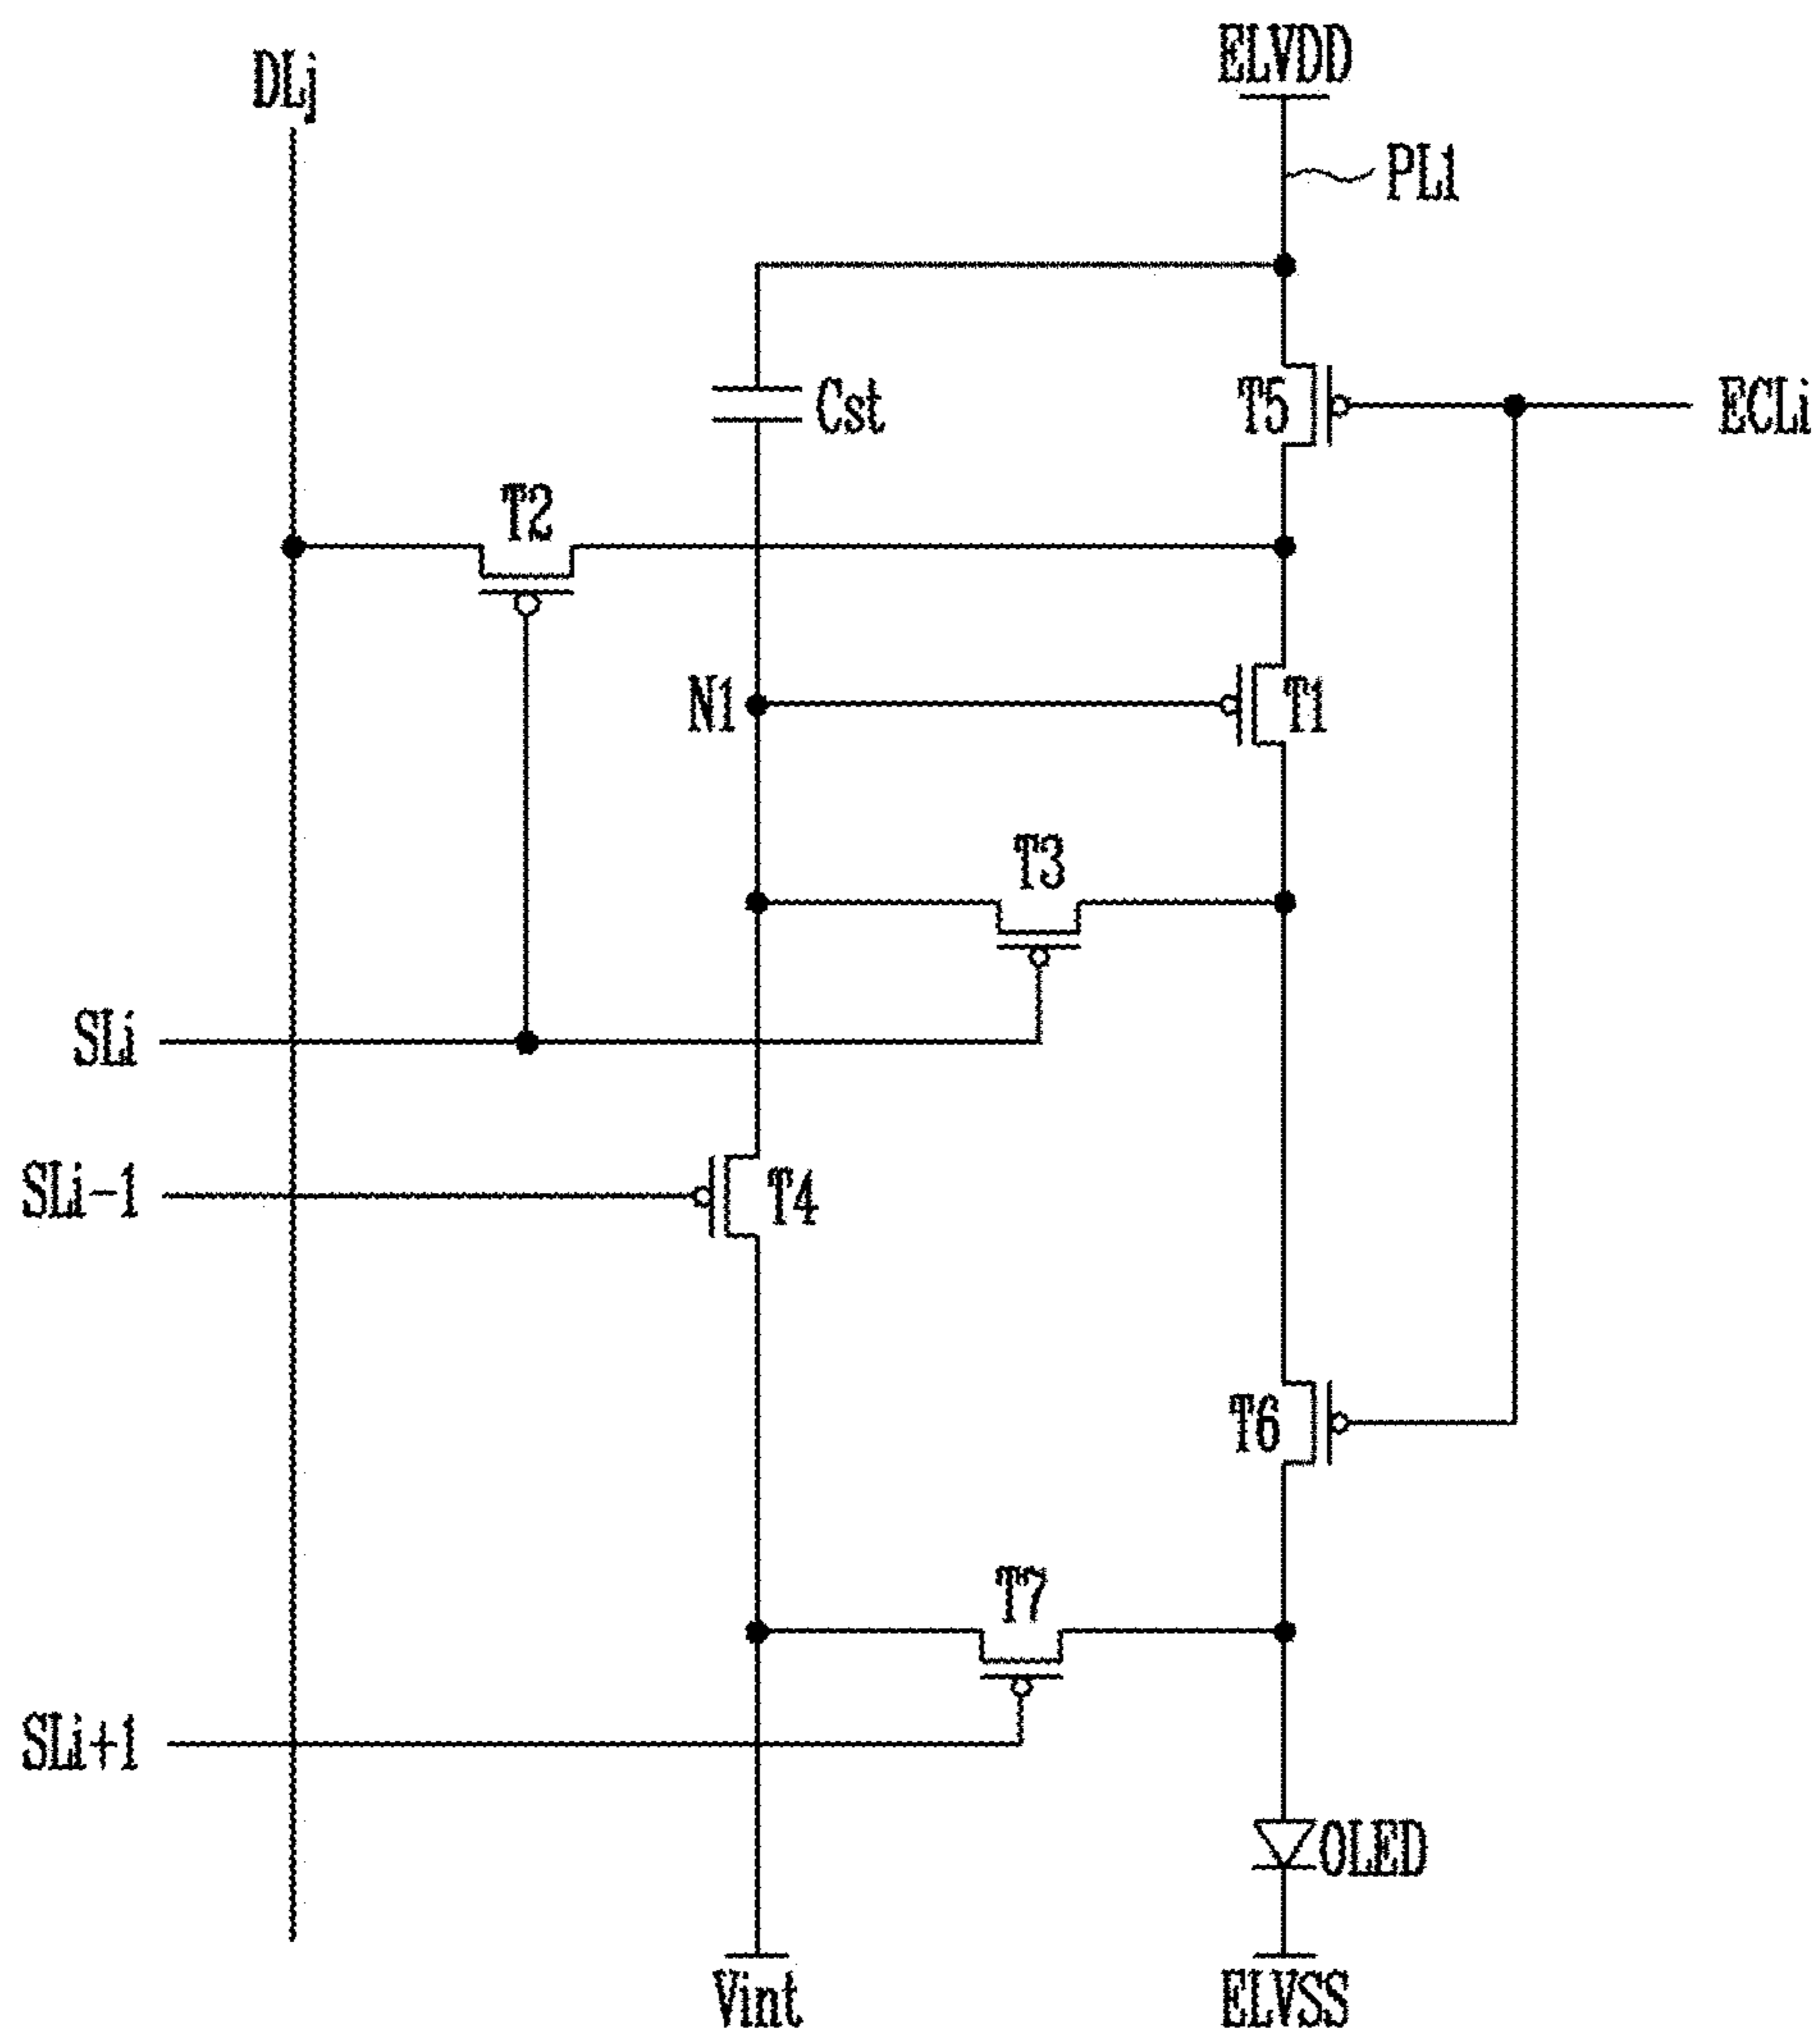 DLj
ELVDD
PL1
Cst
T5
ECLi
T2
N1
T1
T3
SLi
SLi-1
T4
T6
T7
SLi+1
OLED
Vint
ELVSS